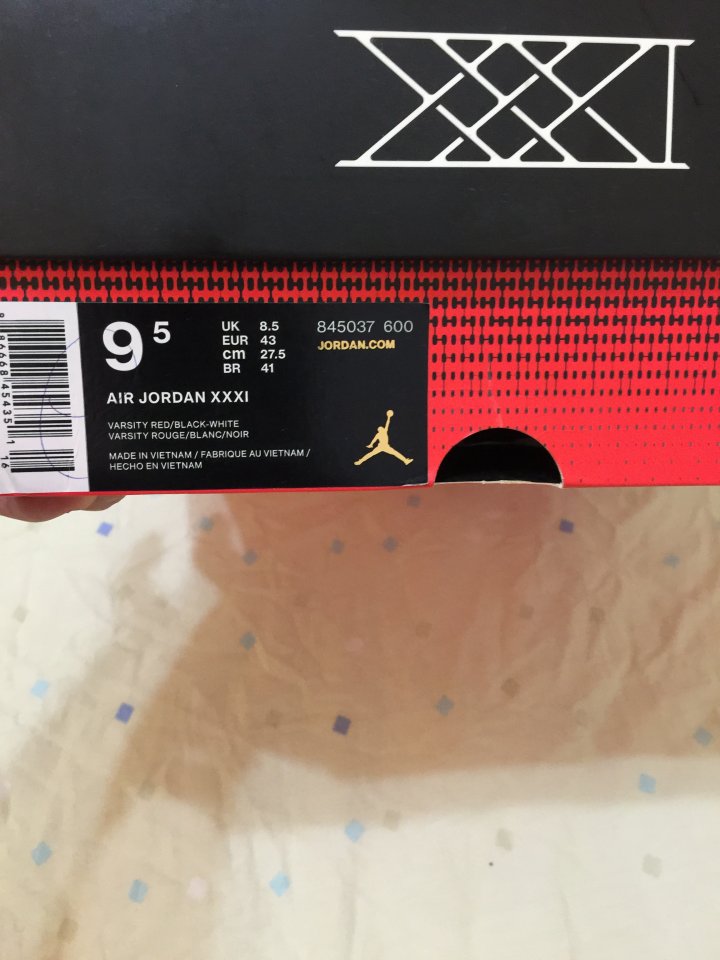 XXXI
9⁵
UK 8.5
EUR 43
cm 27.5
BR 41
845037 600
JORDAN.COM
AIR JORDAN XXXI
VARSITY RED/BLACK-WHITE
VARSITY ROUGE/BLANC/NOIR
MADE IN VIETNAM / FABRIQUE AU VIETNAM /
HECHO EN VIETNAM